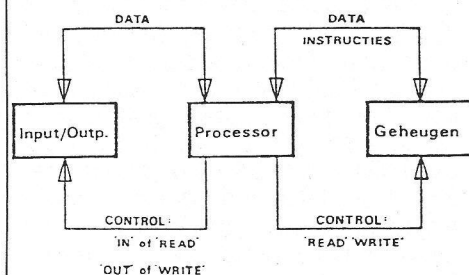 DATA
DATA
INSTRUCTIES
Input/Outp.
Processor
Geheugen
CONTROL:
'IN' of 'READ'
'OUT' of 'WRITE'
CONTROL:
'READ' 'WRITE'